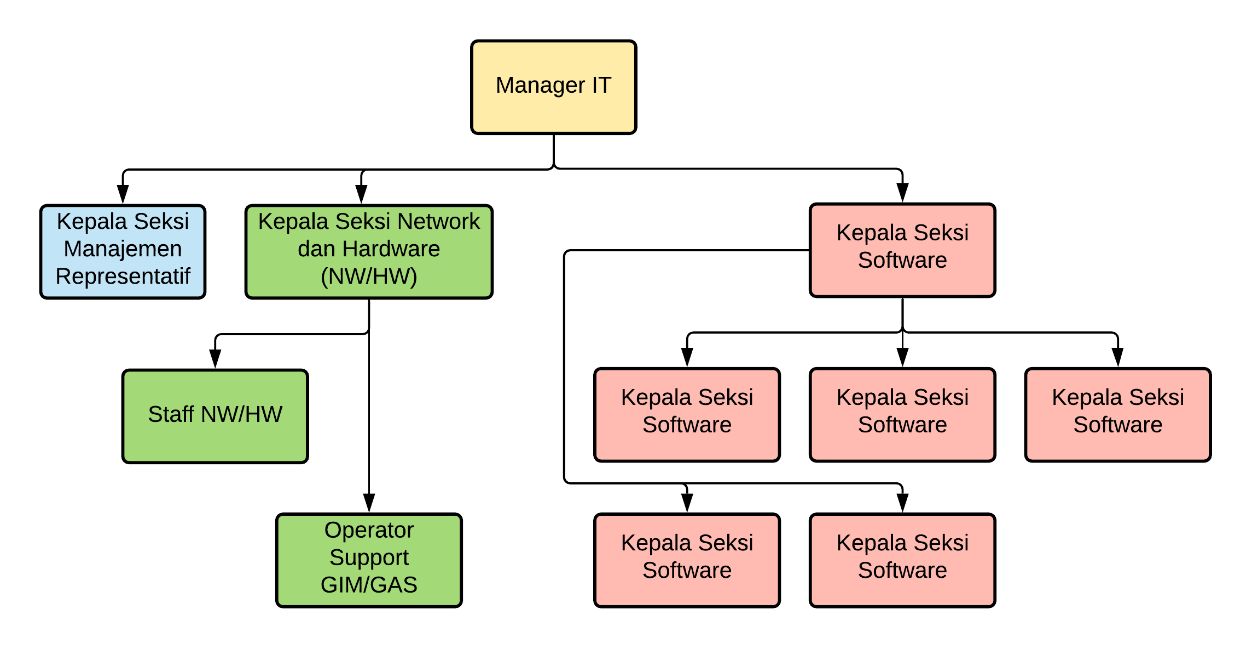 Manager IT
Kepala Seksi
Manajemen
Representatif
Kepala Seksi Network
dan Hardware
(NW/HW)
Kepala Seksi
Software
Staff NW/HW
Kepala Seksi
Software
Kepala Seksi
Software
Kepala Seksi
Software
Operator
Support
GIM/GAS
Kepala Seksi
Software
Kepala Seksi
Software